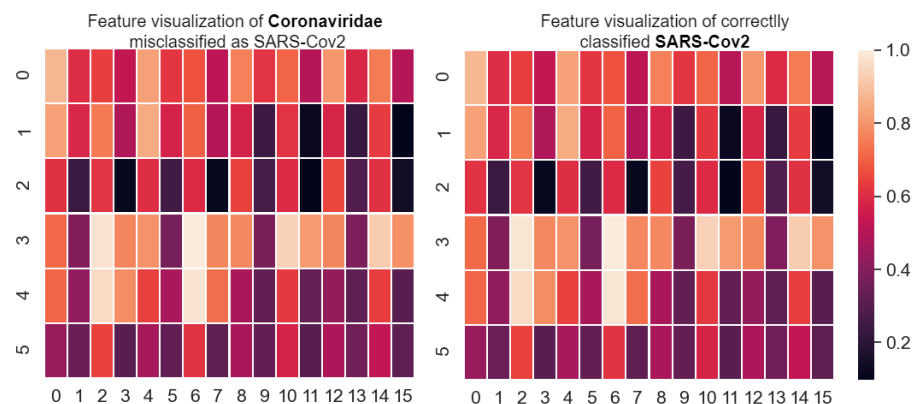 Feature visualization of Coronaviridae
misclassified as SARS-Cov2
0
1
2
3
4
5
0 1 2 3 4 5 6 7 8 9 10 11 12 13 14 15
Feature visualization of correctlly
classified SARS-Cov2
0
1
2
3
4
5
0 1 2 3 4 5 6 7 8 9 10 11 12 13 14 15
1.0
0.8
0.6
0.4
0.2